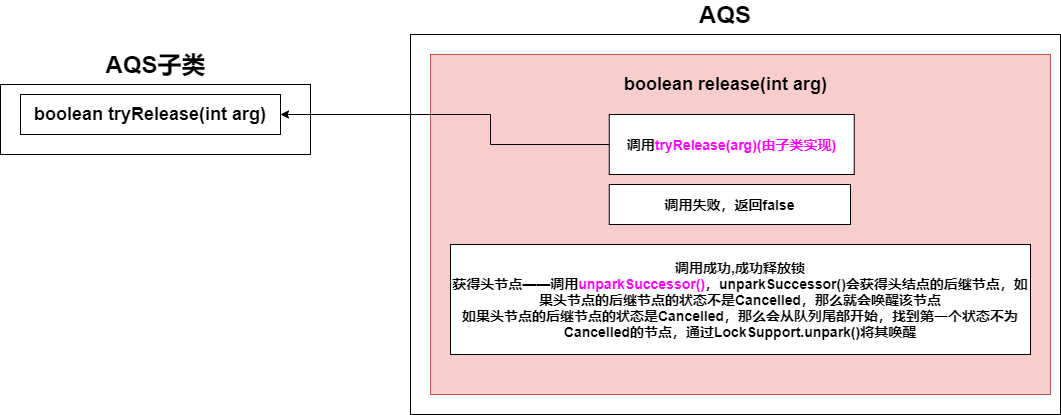 AQS
AQS子类
boolean tryRelease(int arg)
boolean release(int arg)
调用tryRelease(arg)(由子类实现)
调用失败，返回false
调用成功,成功释放锁
获得头节点——调用unparkSuccessor()，unparkSuccessor()会获得头结点的后继节点，如
果头节点的后继节点的状态不是Cancelled，那么就会唤醒该节点
如果头节点的后继节点的状态是Cancelled，那么会从队列尾部开始，找到第一个状态不为
Cancelled的节点，通过LockSupport.unpark()将其唤醒